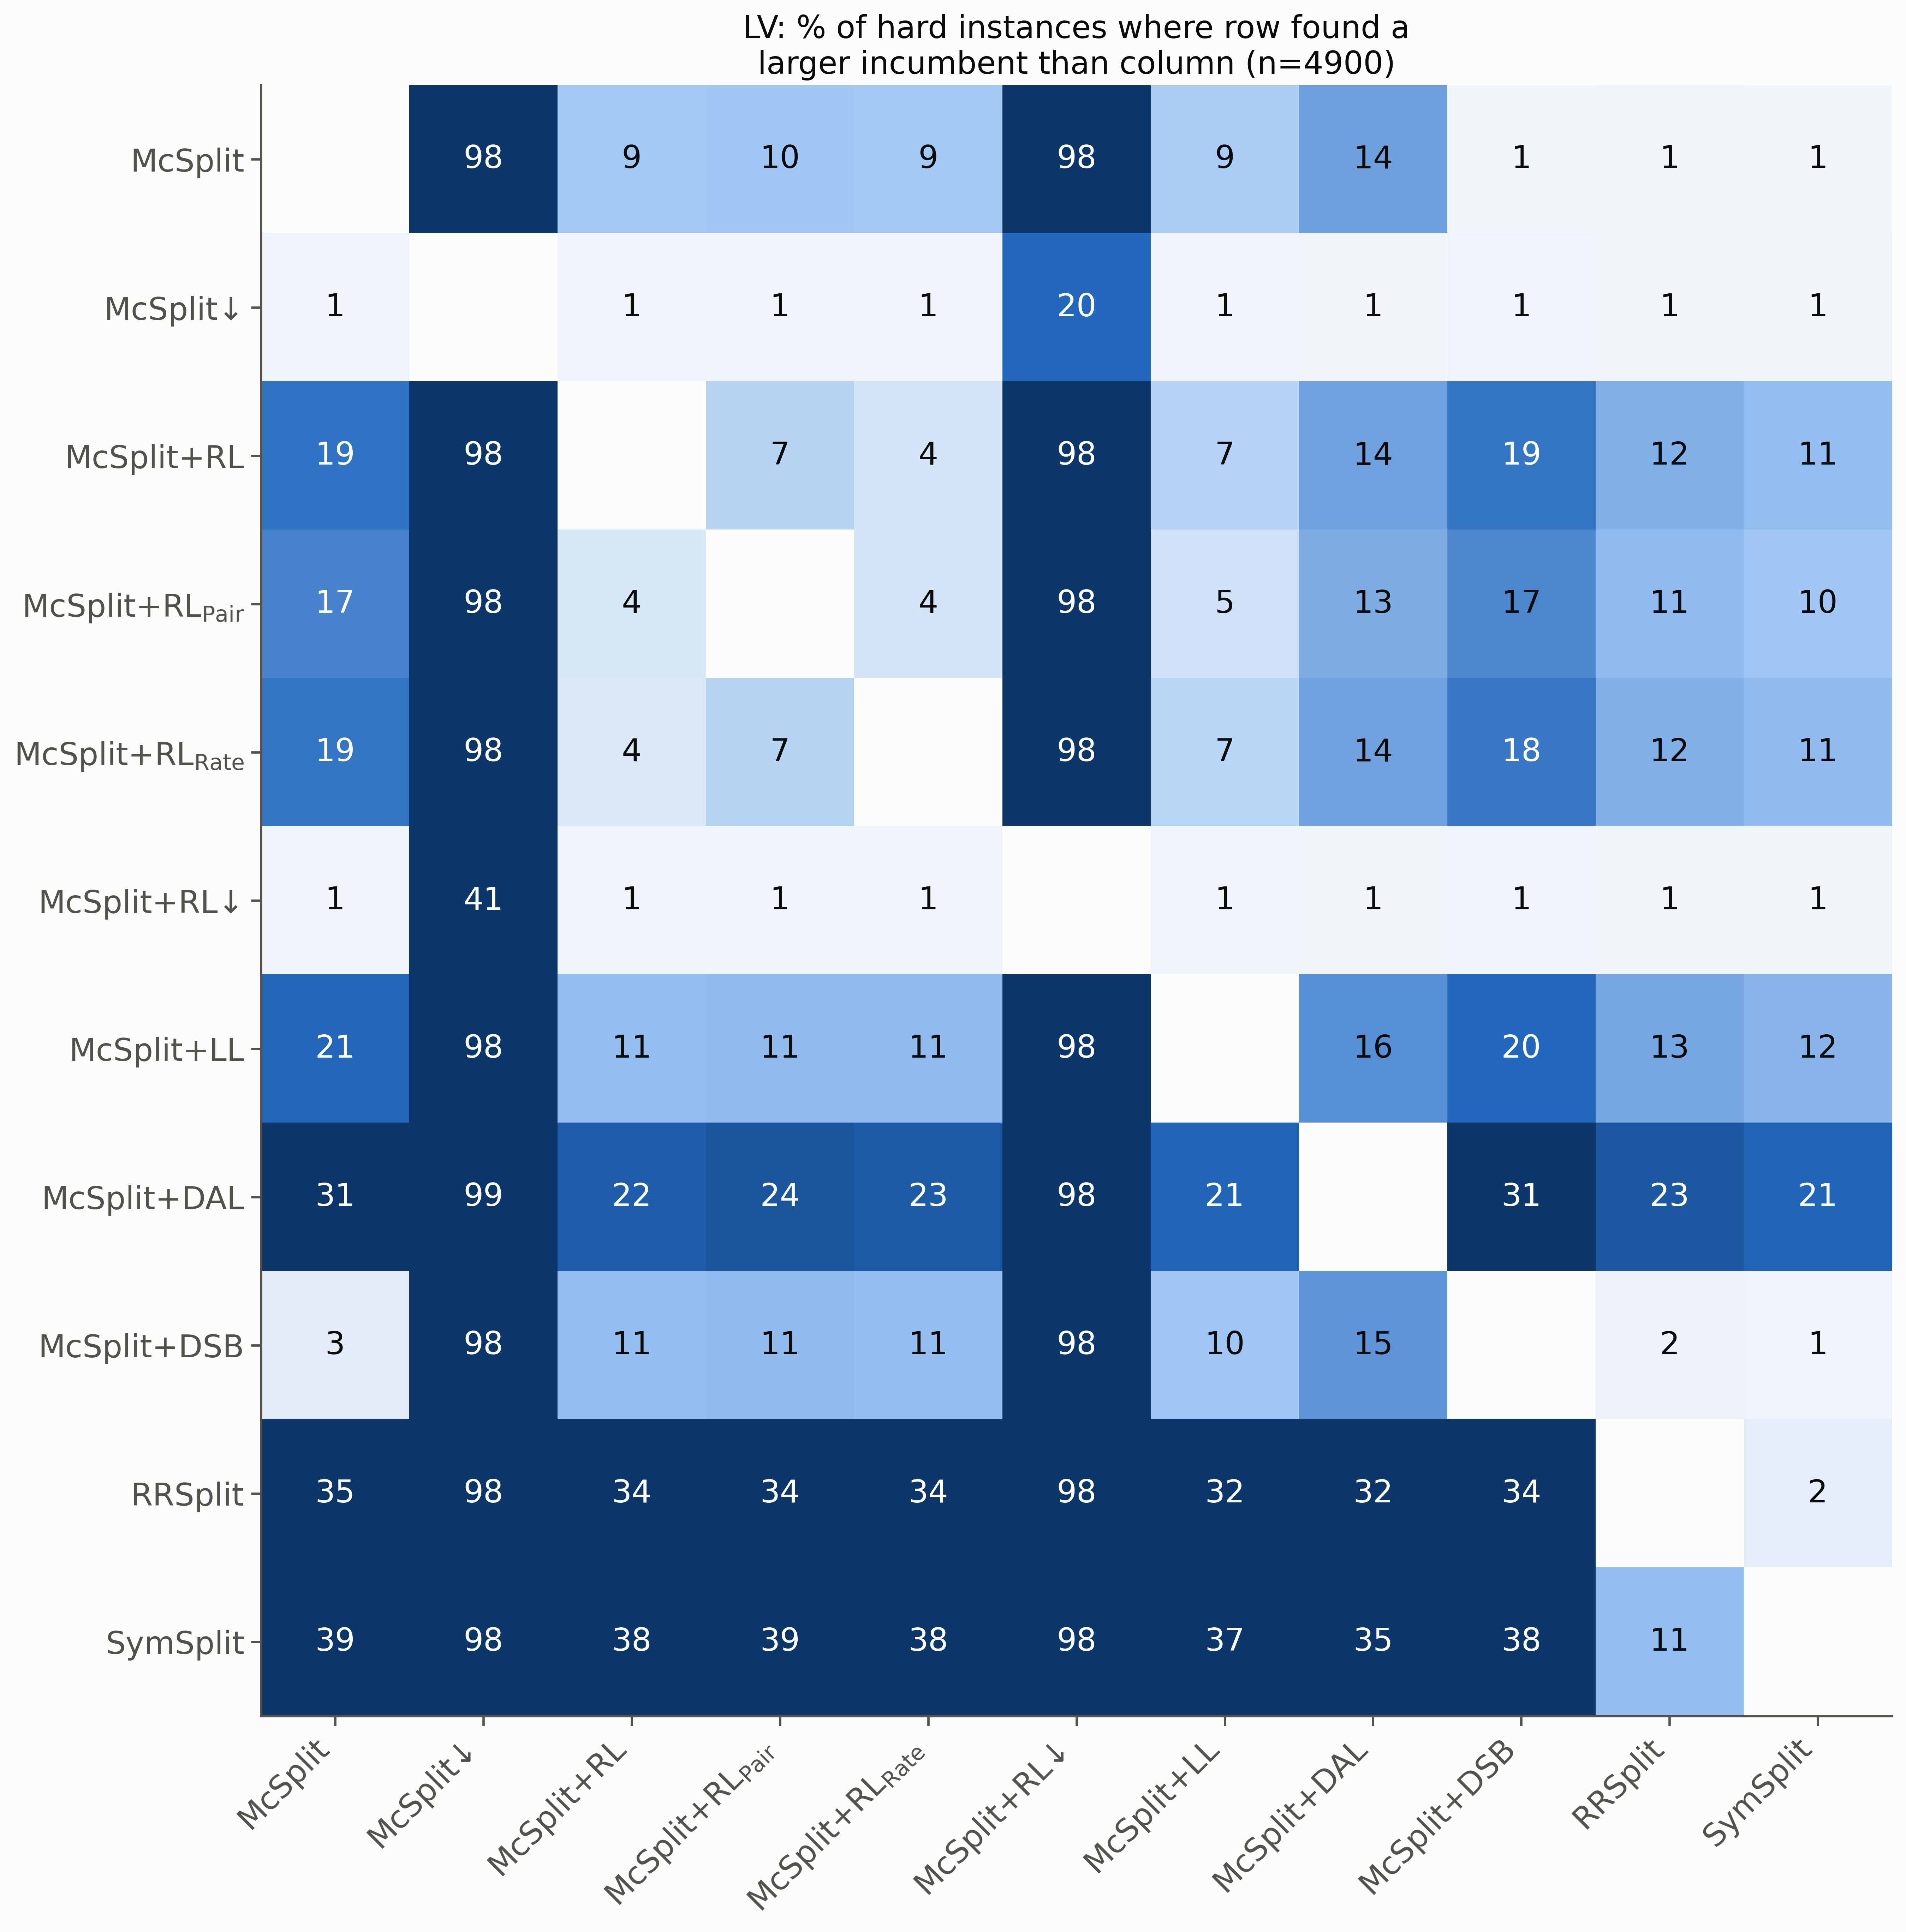 LV: % of hard instances where row found a
larger incumbent than column (n=4900)
McSplit 98 9 10 9 98 9 14 1 1 1
McSplit↓ 1 1 1 1 20 1 1 1 1 1
McSplit+RL 19 98 7 4 98 7 14 19 12 11
McSplit+RLPair 17 98 4 4 98 5 13 17 11 10
McSplit+RLRate 19 98 4 7 98 7 14 18 12 11
McSplit+RL↓ 1 41 1 1 1 1 1 1 1 1
McSplit+LL 21 98 11 11 11 98 16 20 13 12
McSplit+DAL 31 99 22 24 23 98 21 31 23 21
McSplit+DSB 3 98 11 11 11 98 10 15 2 1
RRSplit 35 98 34 34 34 98 32 32 34 2
SymSplit 39 98 38 39 38 98 37 35 38 11
McSplit McSplit↓ McSplit+RL McSplit+RLPair McSplit+RLRate McSplit+RL↓ McSplit+LL McSplit+DAL McSplit+DSB RRSplit SymSplit